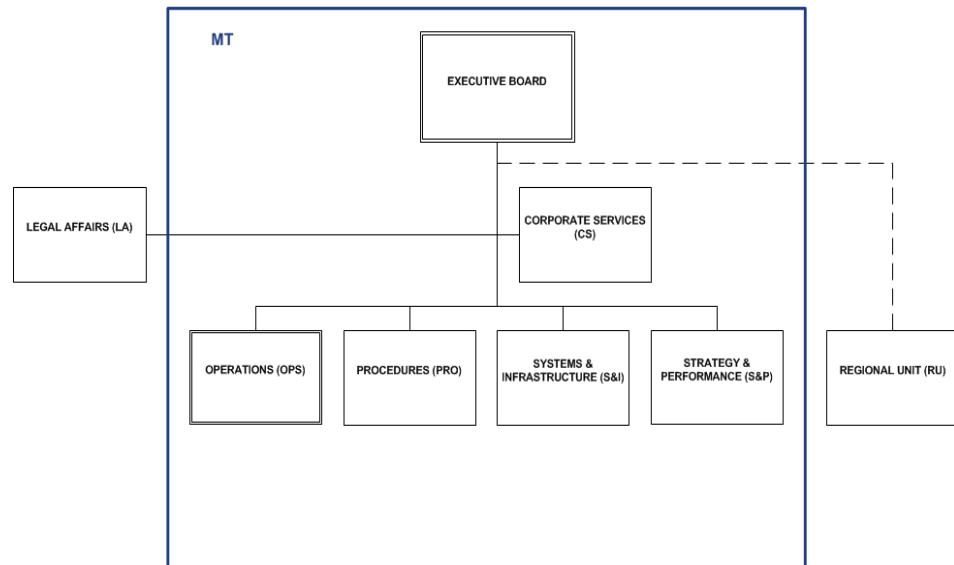 MT
EXECUTIVE BOARD
LEGAL AFFAIRS (LA)
CORPORATE SERVICES
(CS)
OPERATIONS (OPS)
PROCEDURES (PRO)
SYSTEMS &
INFRASTRUCTURE (S&I)
STRATEGY &
PERFORMANCE (S&P)
REGIONAL UNIT (RU)